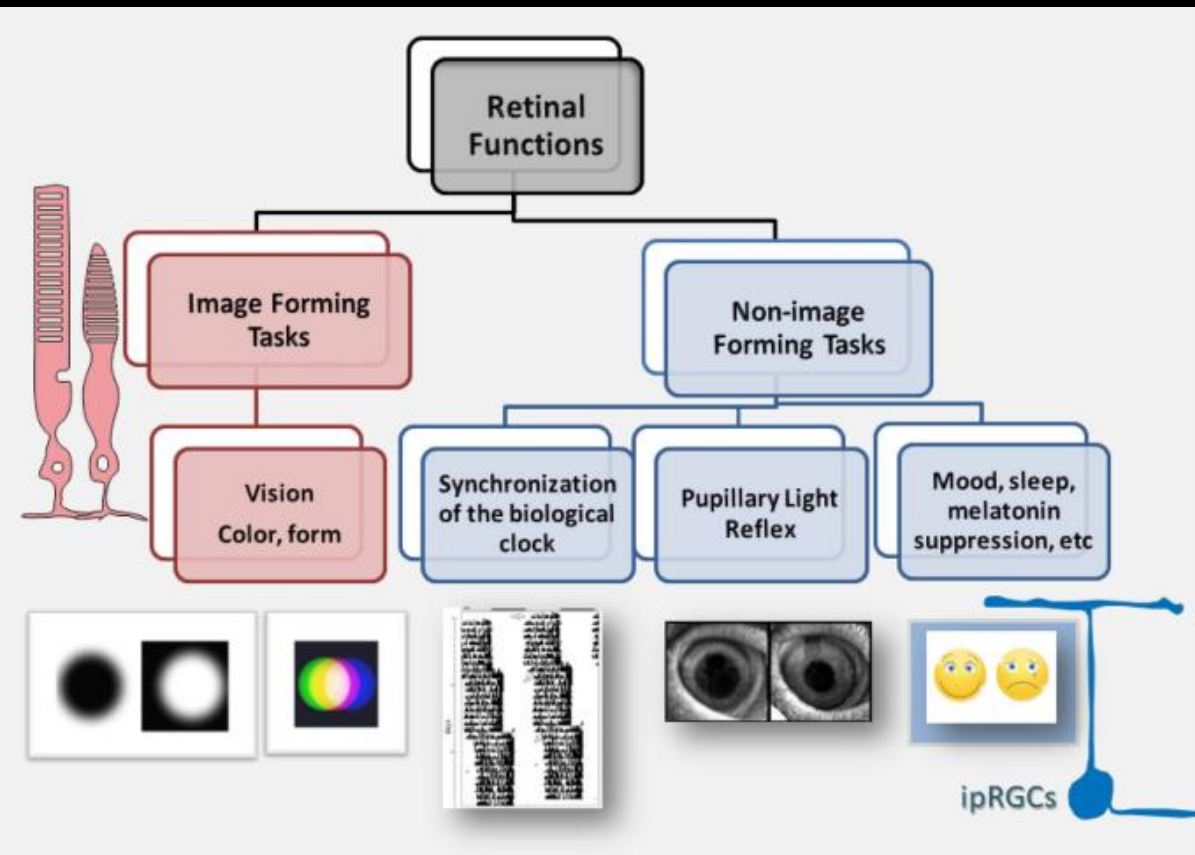 Retinal
Functions
Image Forming
Tasks
Non-image
Forming Tasks
Vision
Color, form
Synchronization
of the biological
clock
Pupillary Light
Reflex
Mood, sleep,
melatonin
suppression, etc
ipRGCs